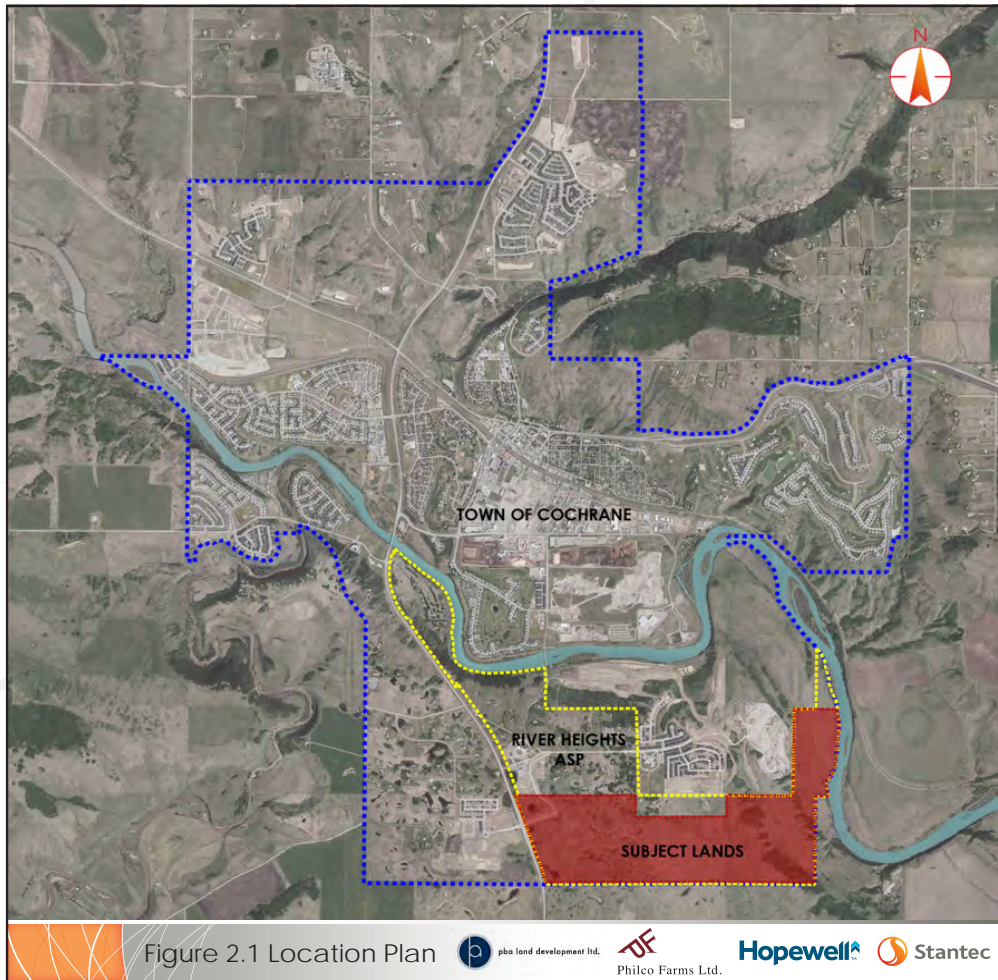 N
TOWN OF COCHRANE
RIVER HEIGHTS
ASP
SUBJECT LANDS
Figure 2.1 Location Plan
pba land development ltd.
Philco Farms Ltd.
Hopewell
Stantec